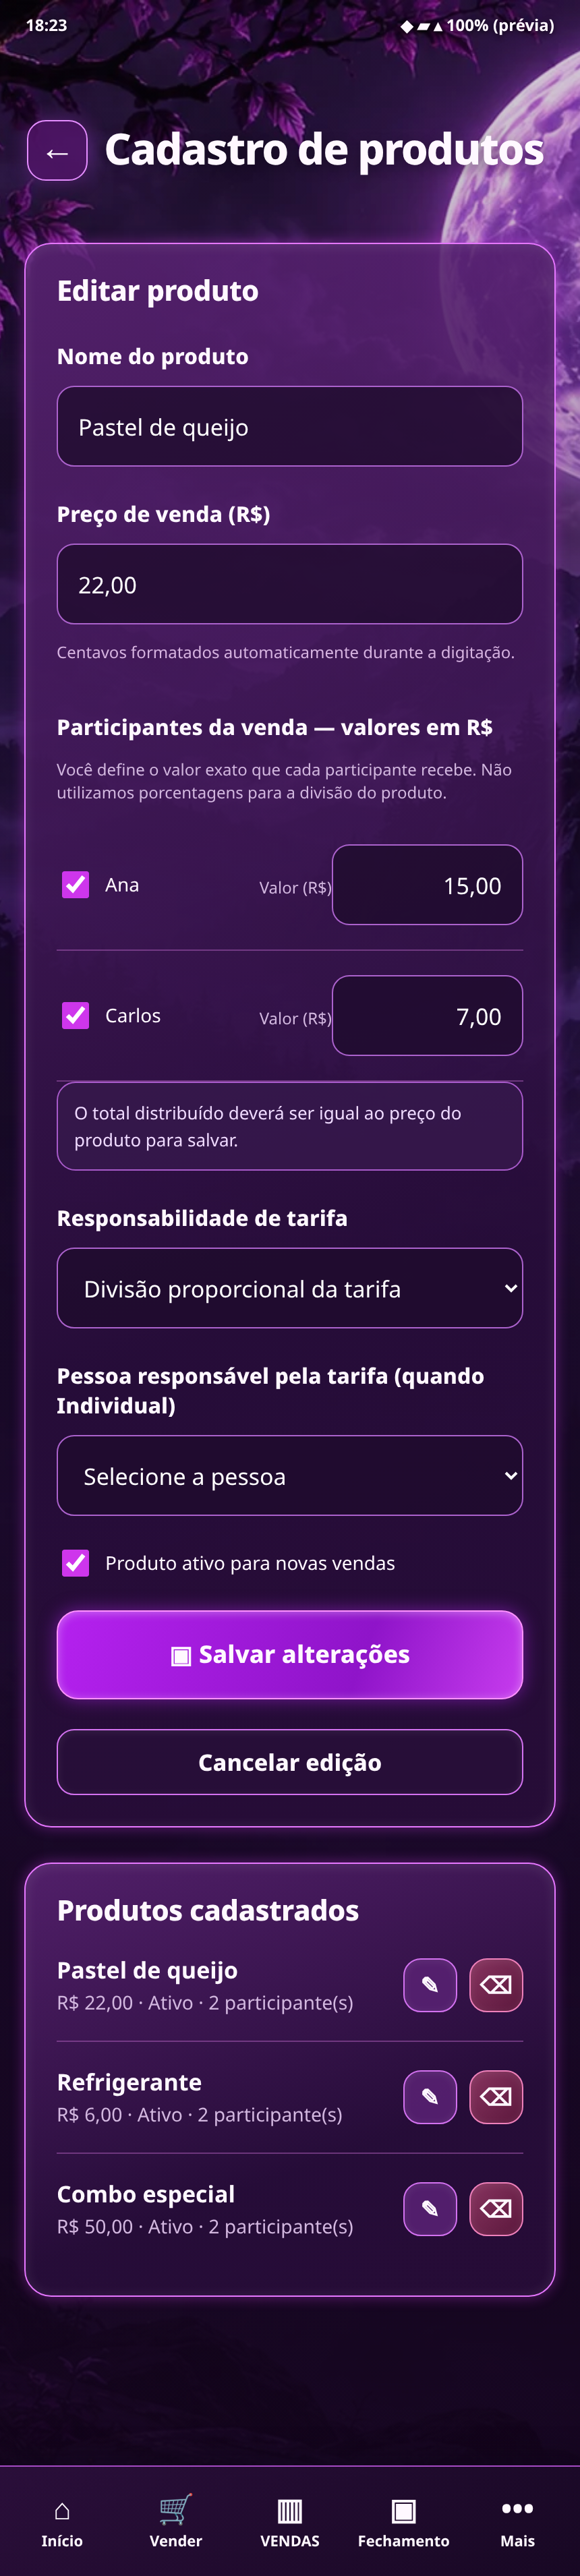 18:23
100% (prévia)
← Cadastro de produtos
Editar produto
Nome do produto
Pastel de queijo
Preço de venda (R$)
22,00
Centavos formatados automaticamente durante a digitação.
Participantes da venda — valores em R$
Você define o valor exato que cada participante recebe. Não
utilizamos porcentagens para a divisão do produto.
Ana Valor (R$) 15,00
Carlos Valor (R$) 7,00
O total distribuído deverá ser igual ao preço do
produto para salvar.
Responsabilidade de tarifa
Divisão proporcional da tarifa
Pessoa responsável pela tarifa (quando
Individual)
Selecione a pessoa
Produto ativo para novas vendas
Salvar alterações
Cancelar edição
Produtos cadastrados
Pastel de queijo
R$ 22,00 · Ativo · 2 participante(s)
Refrigerante
R$ 6,00 · Ativo · 2 participante(s)
Combo especial
R$ 50,00 · Ativo · 2 participante(s)
Início Vender VENDAS Fechamento Mais